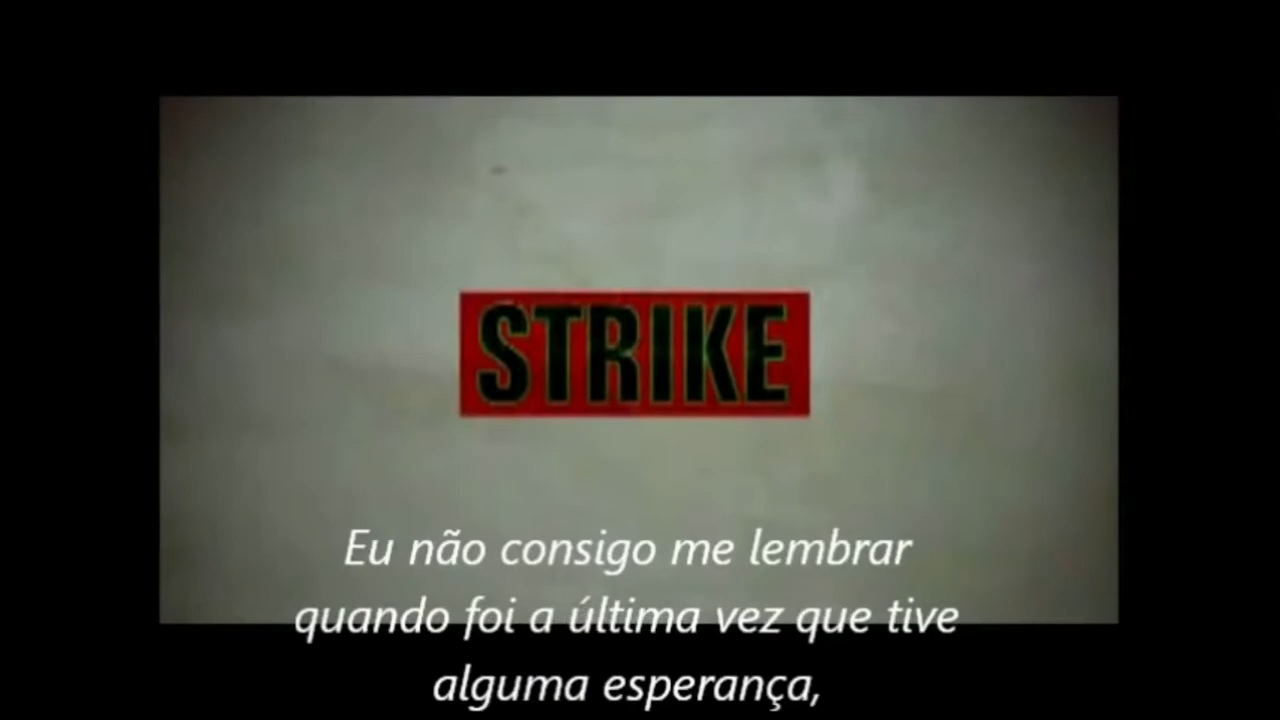 STRIKE
Eu não consigo me lembrar
quando foi a última vez que tive
alguma esperança,